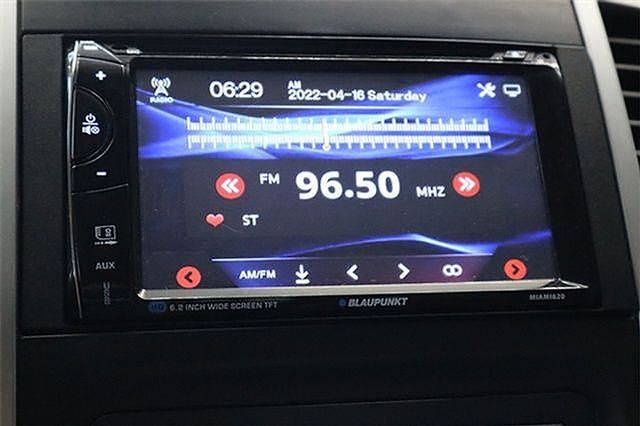 RADIO
06:29
AM
2022-04-16 Saturday
FM 96.50 MHZ
ST
AUX
AM/FM
6.2 INCH WIDE SCREEN TFT
BLAUPUNKT
MIAMI620